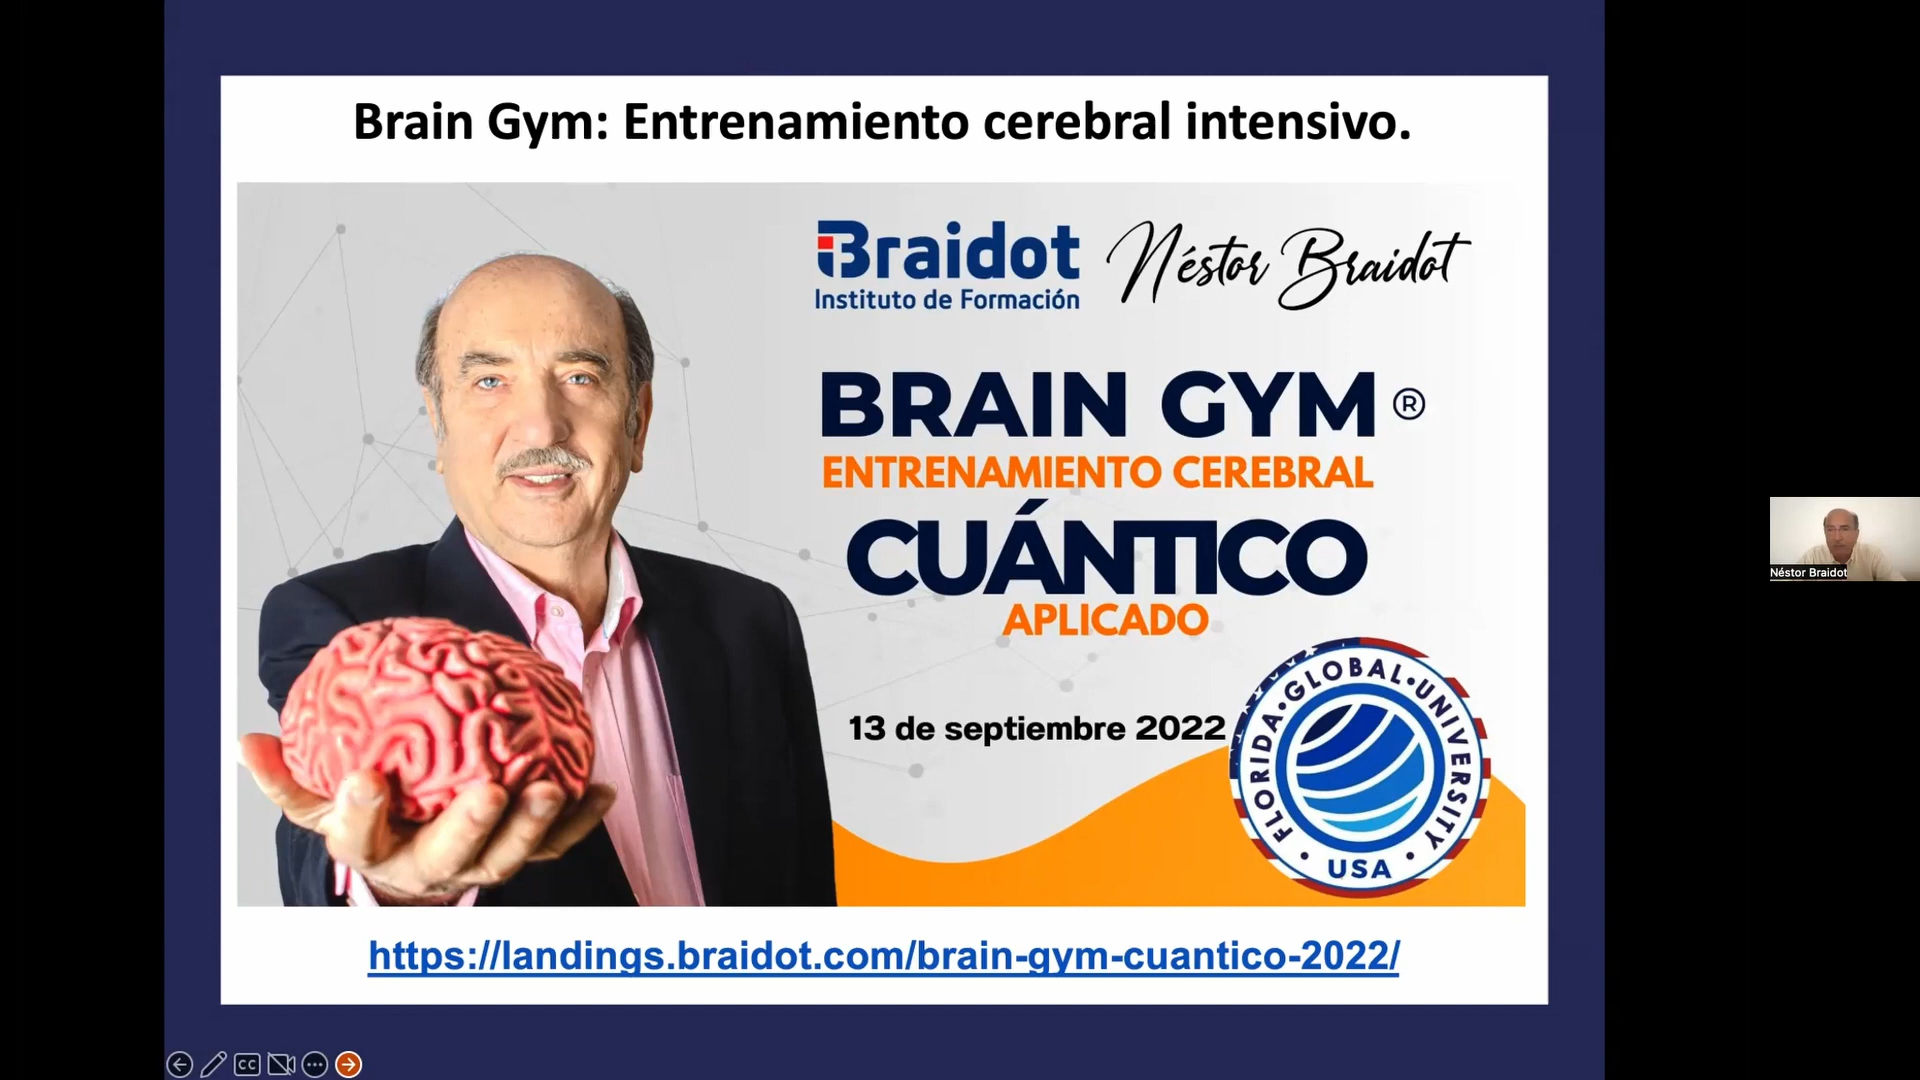 Brain Gym: Entrenamiento cerebral intensivo.
Braidot
Instituto de Formación
Néstor Braidot
BRAIN GYM ®
ENTRENAMIENTO CEREBRAL
CUÁNTICO
APLICADO
13 de septiembre 2022
FLORIDA•GLOBAL•UNIVERSITY
• USA •
https://landings.braidot.com/brain-gym-cuantico-2022/
Néstor Braidot
CC